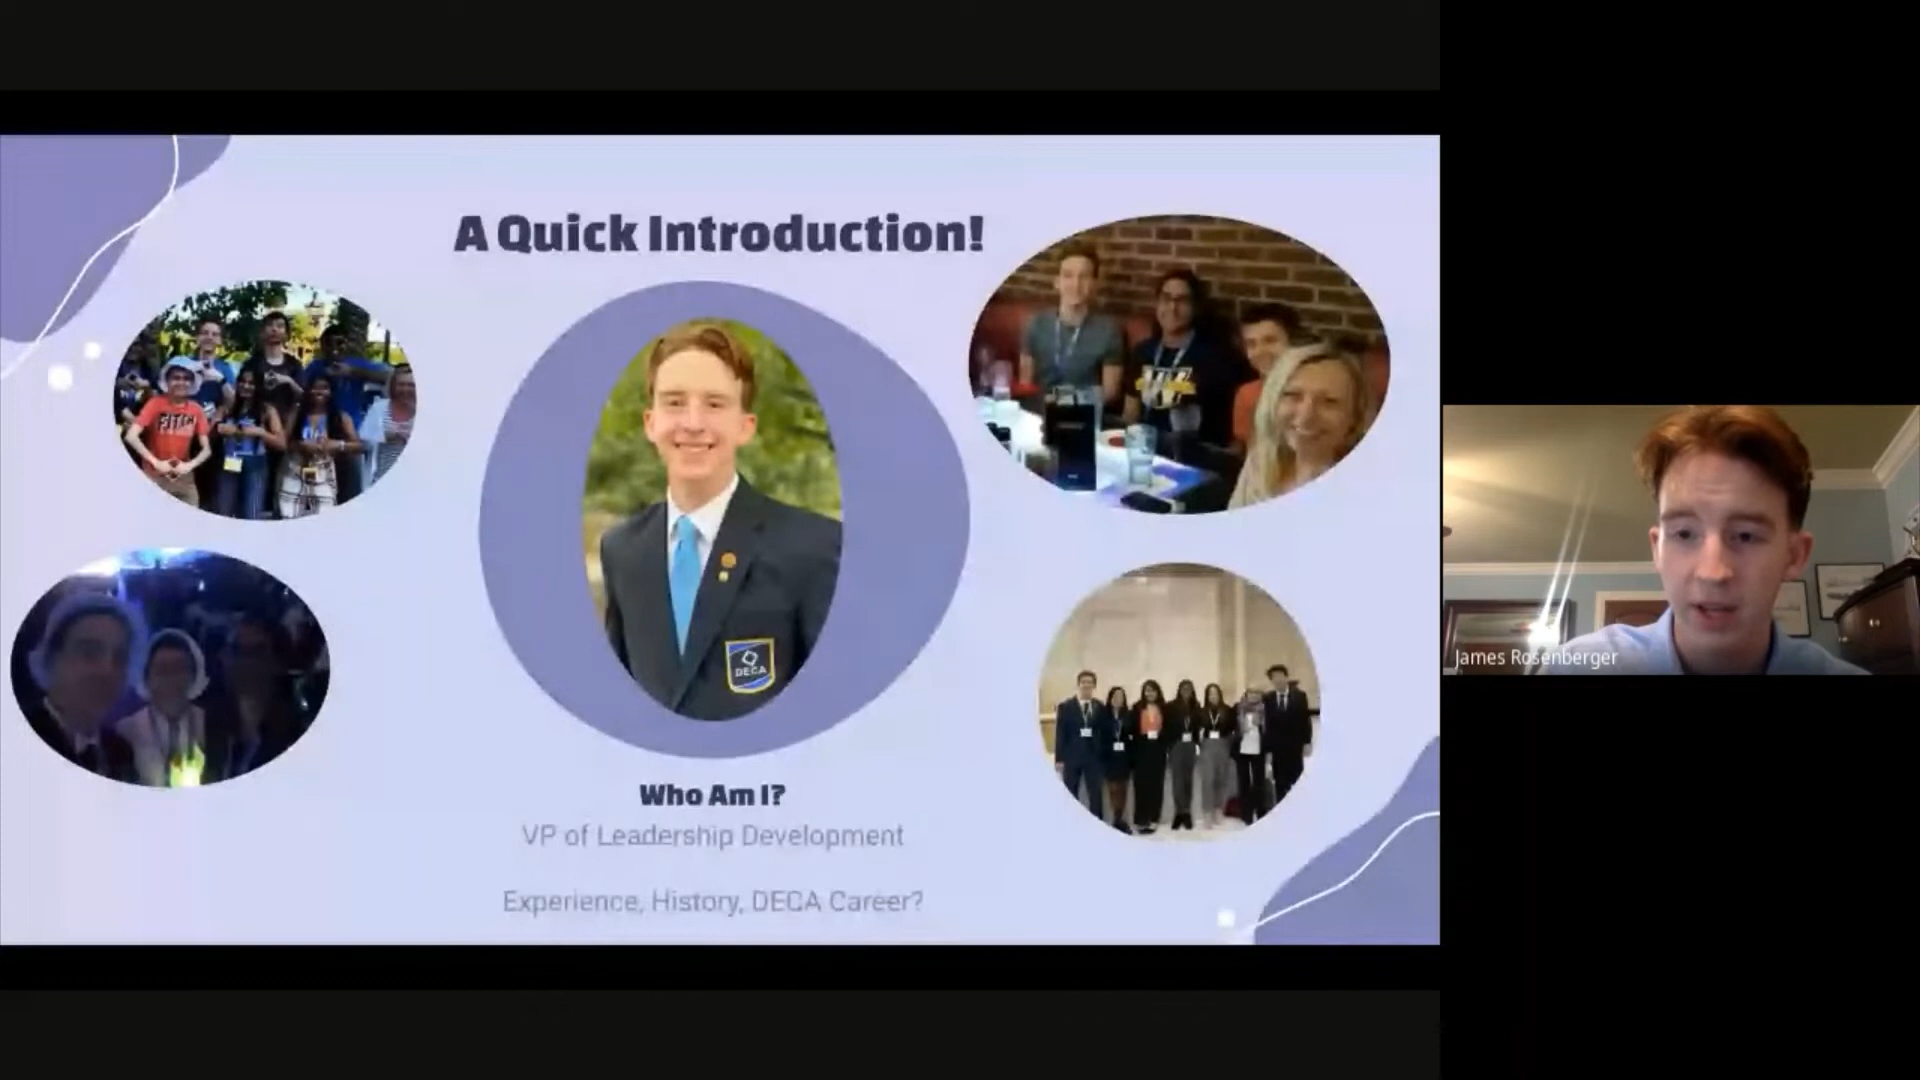 A Quick Introduction!
DECA
Who Am I?
VP of Leadership Development
Experience, History, DECA Career?
James Rosenberger